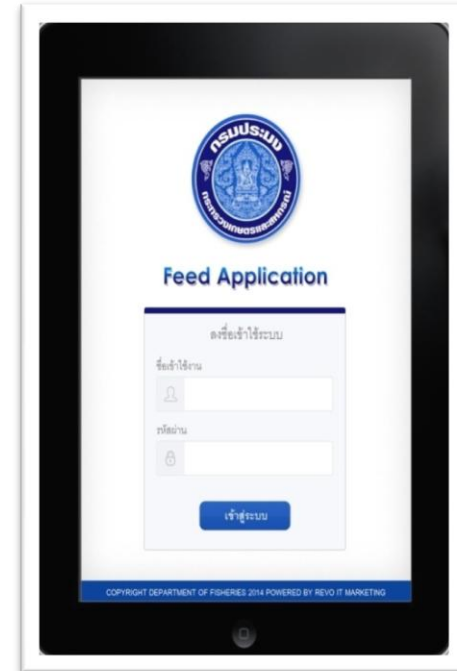 กรมประมง
กระทรวงเกษตรและสหกรณ์
Feed Application
ลงชื่อเข้าใช้ระบบ
ชื่อเข้าใช้งาน
รหัสผ่าน
เข้าสู่ระบบ
COPYRIGHT DEPARTMENT OF FISHERIES 2014 POWERED BY REVO IT MARKETING